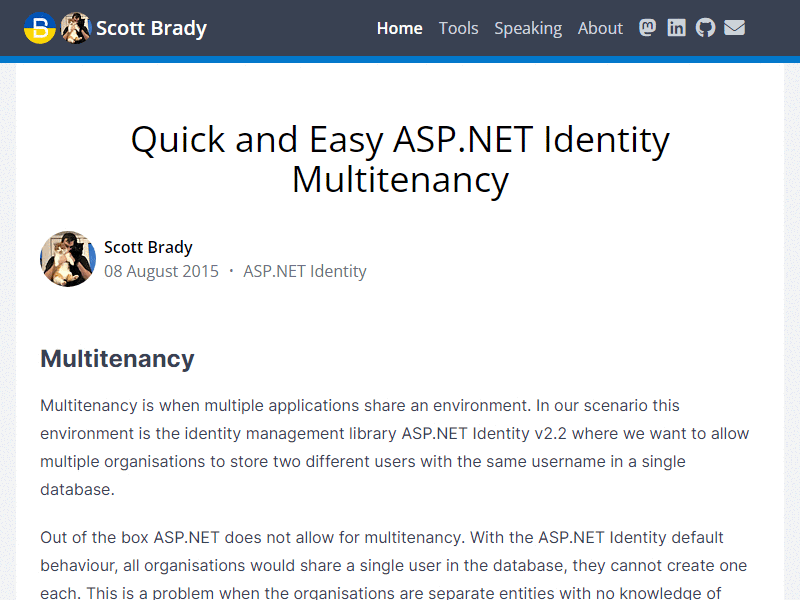 B Scott Brady Home Tools Speaking About
Quick and Easy ASP.NET Identity
Multitenancy
Scott Brady
08 August 2015 · ASP.NET Identity
Multitenancy
Multitenancy is when multiple applications share an environment. In our scenario this
environment is the identity management library ASP.NET Identity v2.2 where we want to allow
multiple organisations to store two different users with the same username in a single
database.
Out of the box ASP.NET does not allow for multitenancy. With the ASP.NET Identity default
behaviour, all organisations would share a single user in the database, they cannot create one
each. This is a problem when the organisations are separate entities with no knowledge of